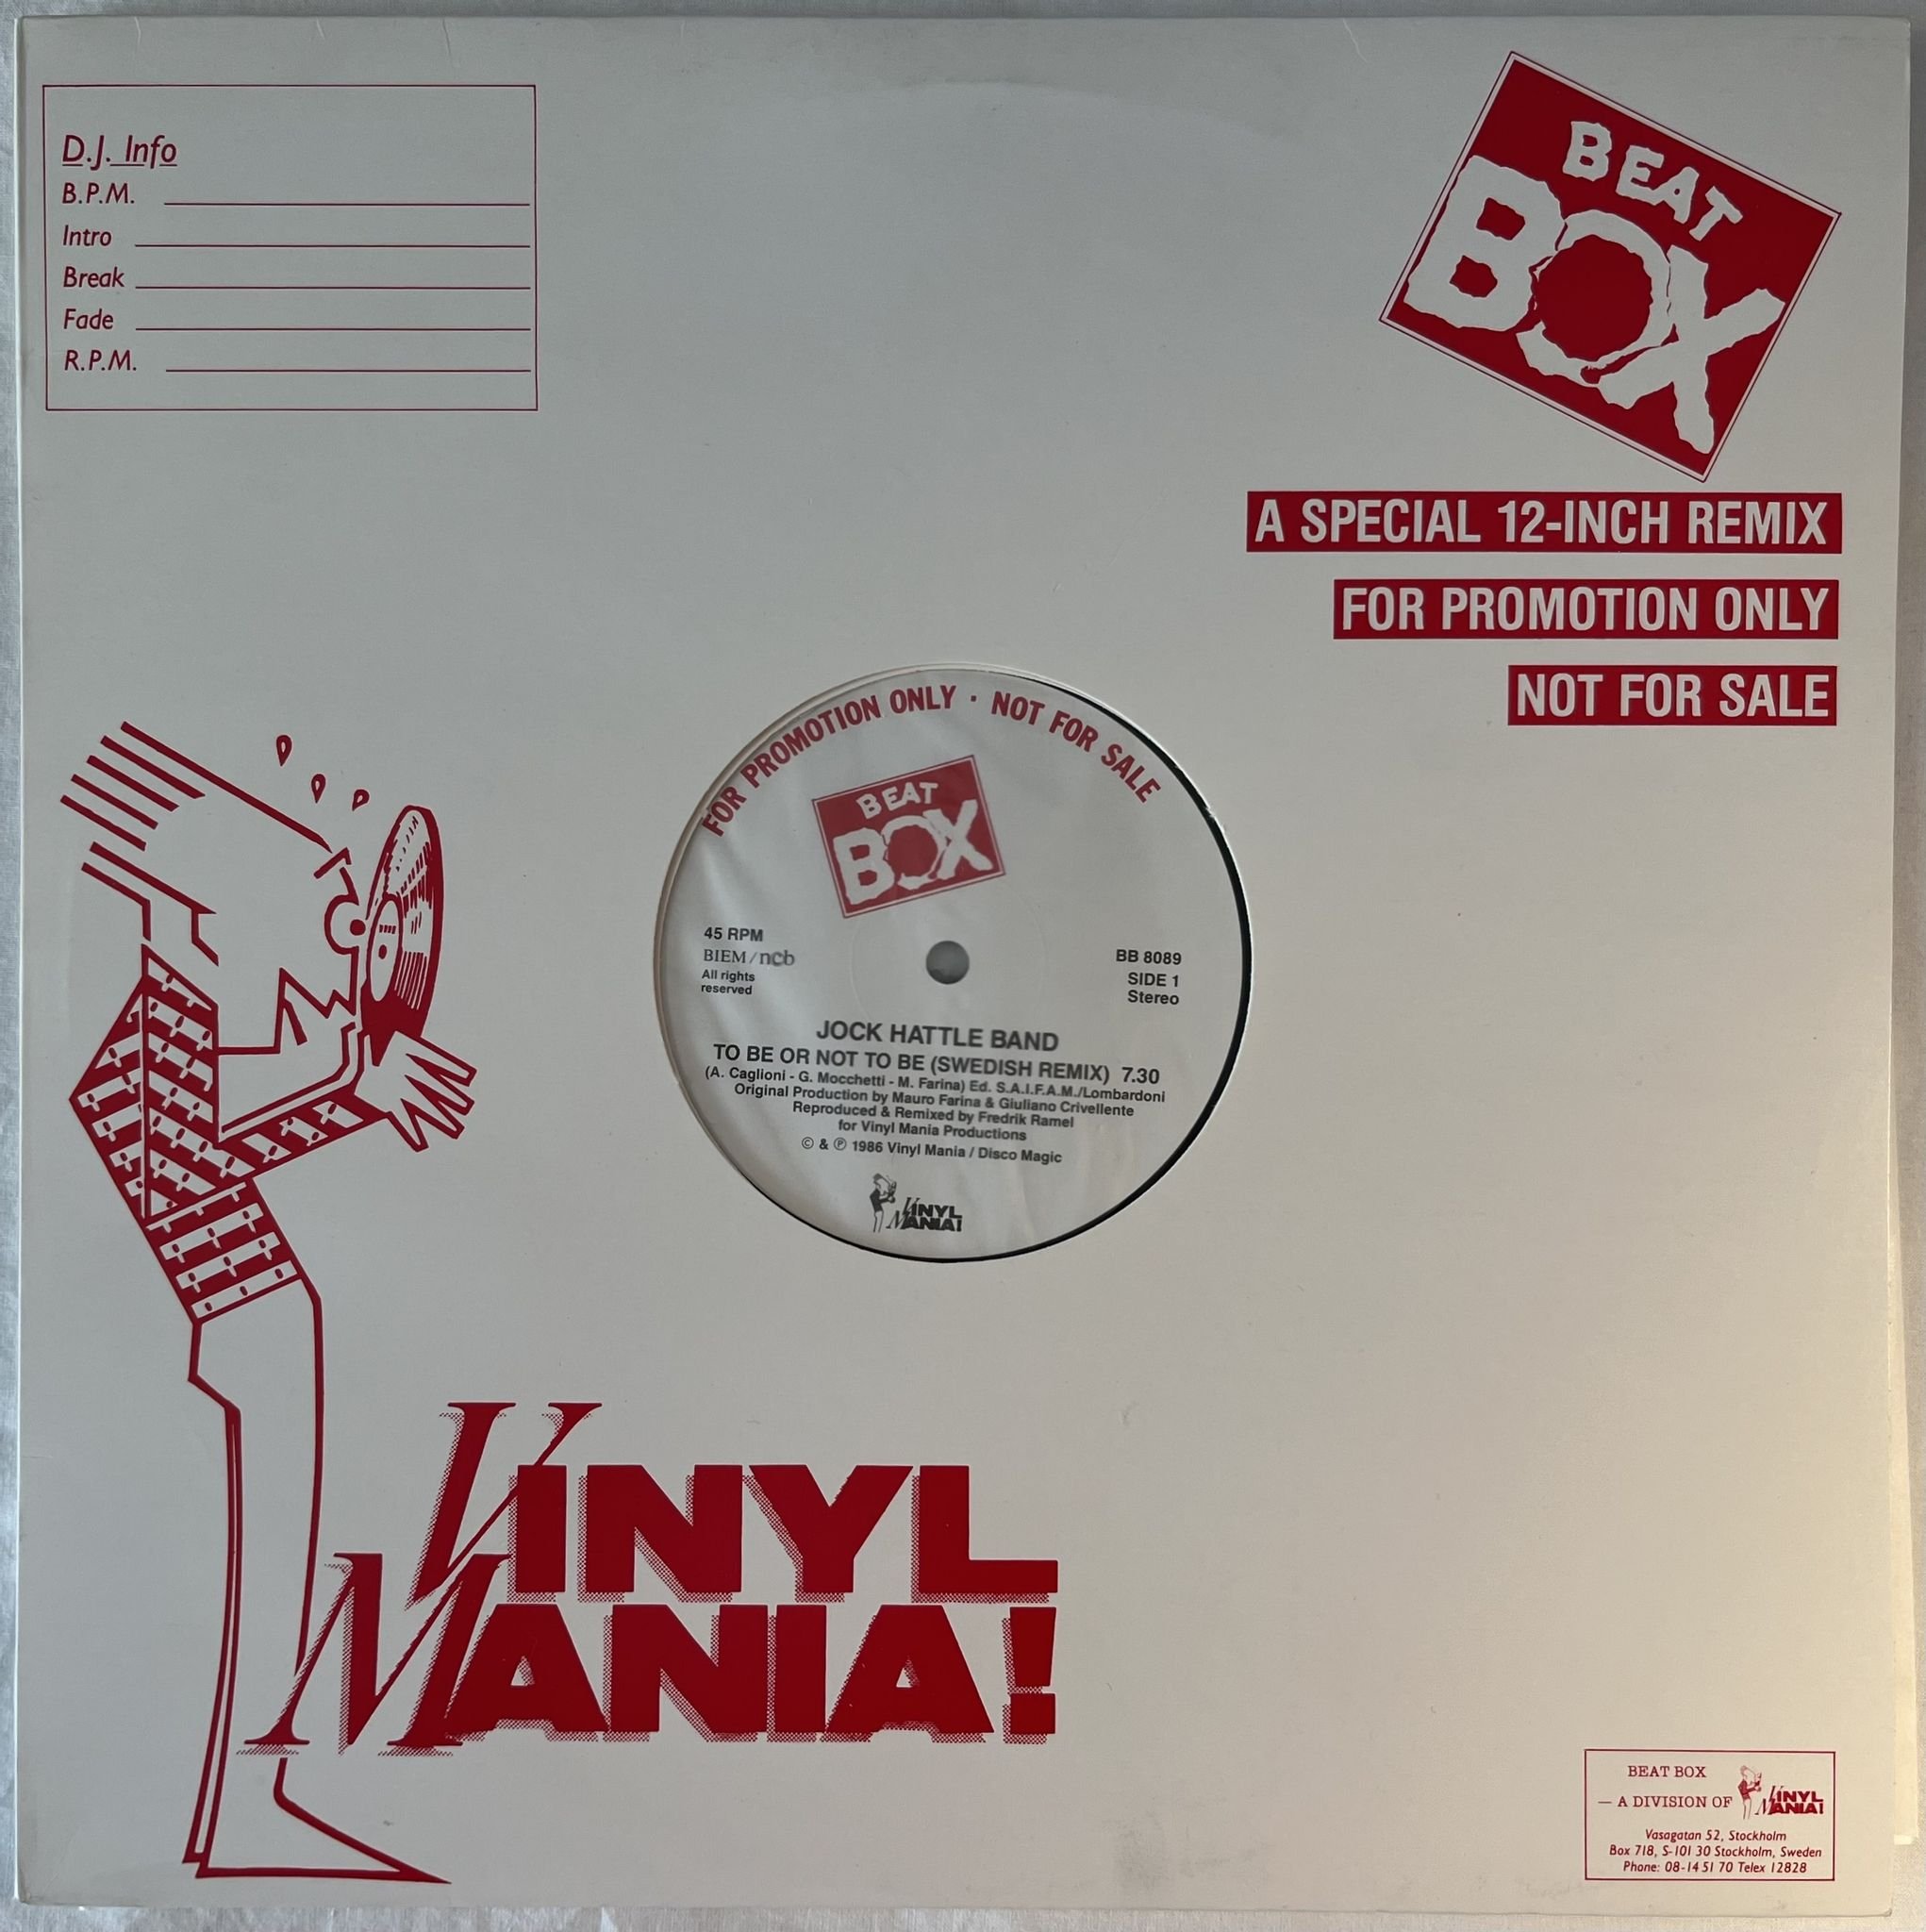 D.J. Info
B.P.M.
Intro
Break
Fade
R.P.M.
BEAT
BOX
A SPECIAL 12-INCH REMIX
FOR PROMOTION ONLY
NOT FOR SALE
FOR PROMOTION ONLY · NOT FOR SALE
BEAT
BOX
45 RPM
BIEM/ncb
All rights
reserved
BB 8089
SIDE 1
Stereo
JOCK HATTLE BAND
TO BE OR NOT TO BE (SWEDISH REMIX) 7.30
(A. Caglioni - G. Mocchetti - M. Farina) Ed. S.A.I.F.A.M./Lombardoni
Original Production by Mauro Farina & Giuliano Crivellente
Reproduced & Remixed by Fredrik Ramel
for Vinyl Mania Productions
© & ℗ 1986 Vinyl Mania / Disco Magic
VINYL
MANIA!
VINYL
MANIA!
BEAT BOX
— A DIVISION OF VINYL
MANIA!
Vasagatan 52, Stockholm
Box 718, S-101 30 Stockholm, Sweden
Phone: 08-14 51 70 Telex 12828